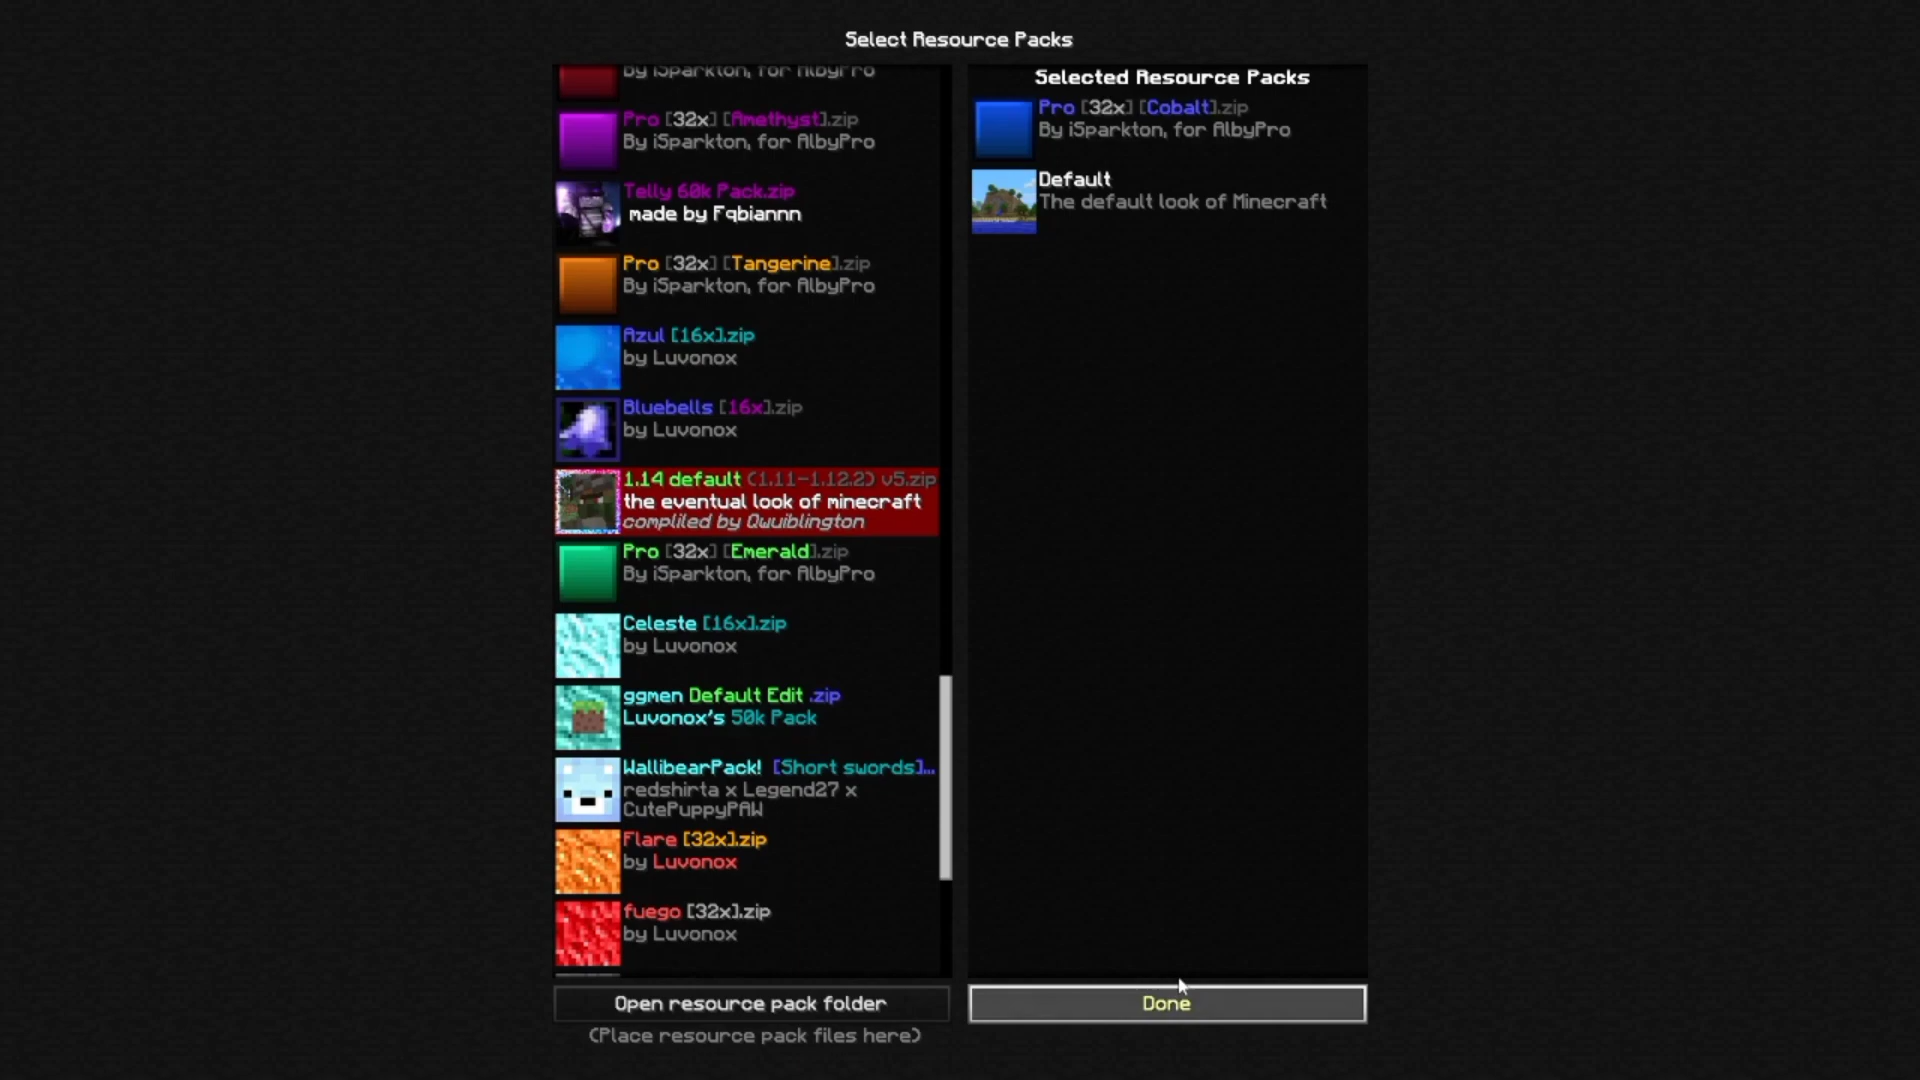 Select Resource Packs
By iSparkton, for AlbyPro
Pro [32x] [Amethyst].zip
By iSparkton, for AlbyPro
Telly 60k Pack.zip
made by Fqbiannn
Pro [32x] [Tangerine].zip
By iSparkton, for AlbyPro
Azul [16x].zip
by Luvonox
Bluebells [16x].zip
by Luvonox
1.14 default (1.11-1.12.2) v5.zip
the eventual look of minecraft
compliled by Qwuiblington
Pro [32x] [Emerald].zip
By iSparkton, for AlbyPro
Celeste [16x].zip
by Luvonox
ggmen Default Edit .zip
Luvonox's 50k Pack
WallibearPack! [Short swords]...
redshirta x Legend27 x
CutePuppyPAW
Flare [32x].zip
by Luvonox
fuego [32x].zip
by Luvonox
Open resource pack folder
(Place resource pack files here)
Selected Resource Packs
Pro [32x] [Cobalt].zip
By iSparkton, for AlbyPro
Default
The default look of Minecraft
Done